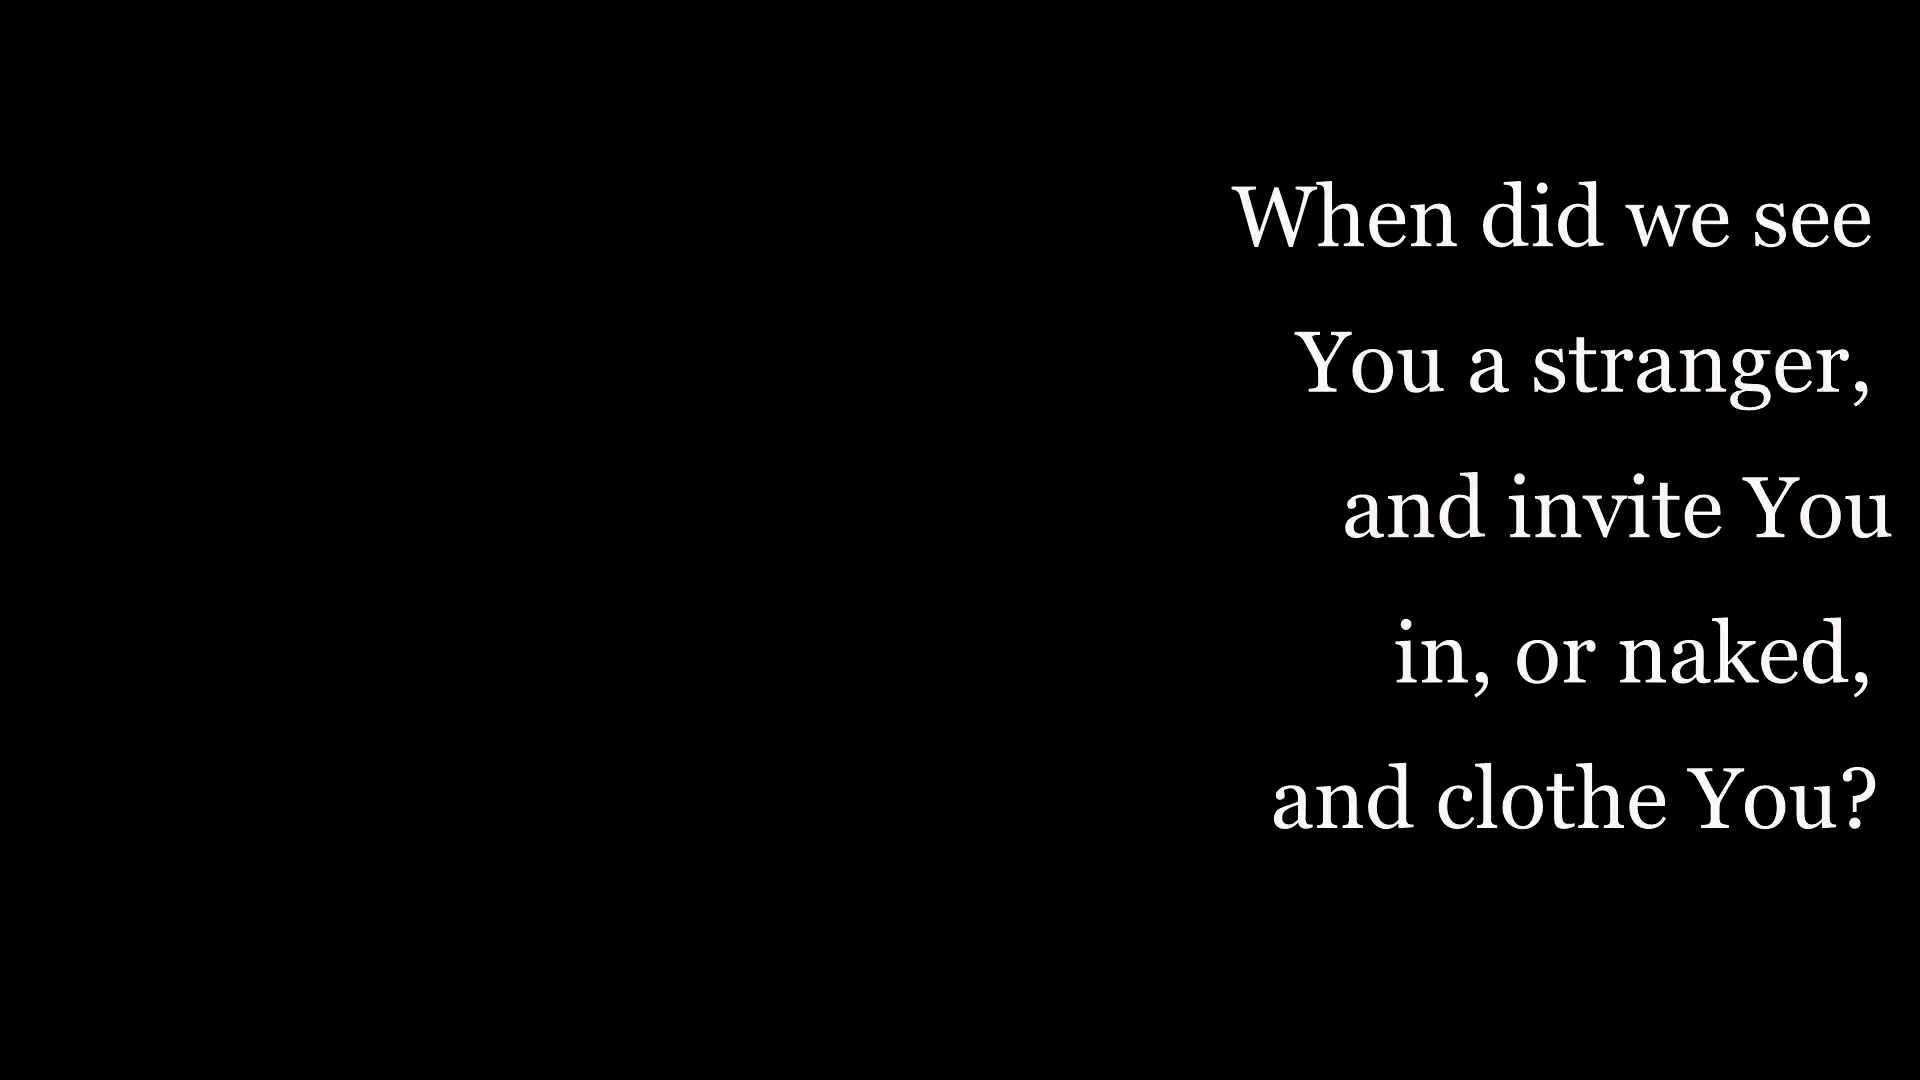 When did we see
You a stranger,
and invite You
in, or naked,
and clothe You?